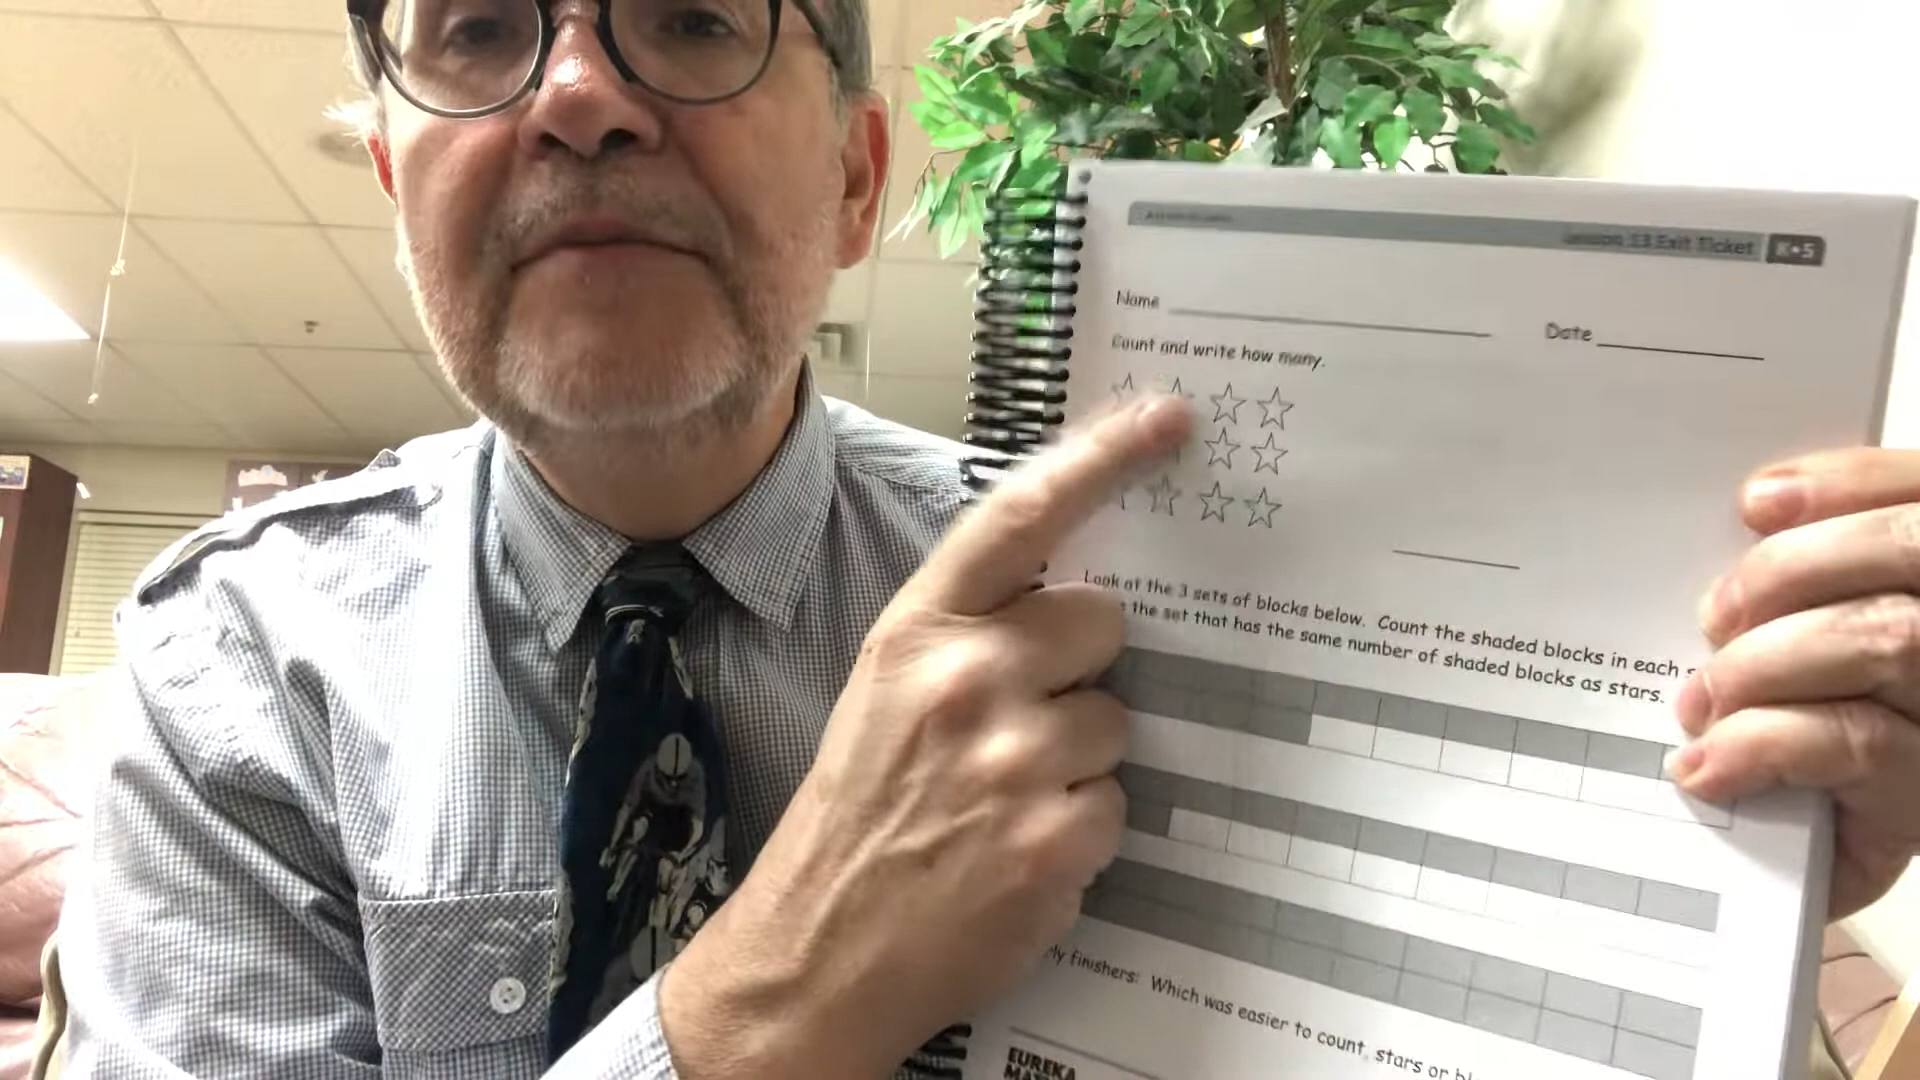 Lesson 13 Exit Ticket K•5
Name
Date
Count and write how many.
Look at the 3 sets of blocks below. Count the shaded blocks in each
the set that has the same number of shaded blocks as stars.
finishers: Which was easier to count, stars or
EUREKA
MATH